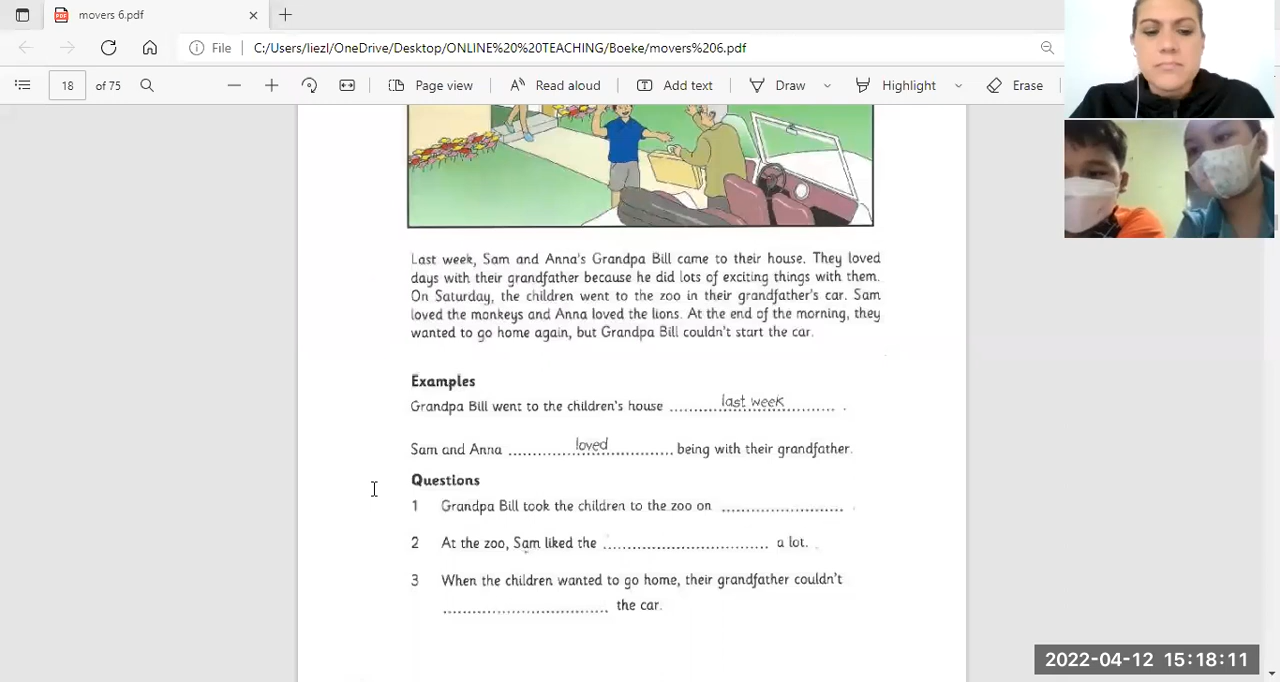 movers 6.pdf
File C:/Users/liezl/OneDrive/Desktop/ONLINE%20%20TEACHING/Boeke/movers%206.pdf
18 of 75 Page view Read aloud Add text Draw Highlight Erase
Last week, Sam and Anna's Grandpa Bill came to their house. They loved
days with their grandfather because he did lots of exciting things with them.
On Saturday, the children went to the zoo in their grandfather's car. Sam
loved the monkeys and Anna loved the lions. At the end of the morning, they
wanted to go home again, but Grandpa Bill couldn't start the car.
Examples
Grandpa Bill went to the children's house last week .
Sam and Anna loved being with their grandfather.
Questions
1 Grandpa Bill took the children to the zoo on .............................. .
2 At the zoo, Sam liked the ........................................ a lot.
3 When the children wanted to go home, their grandfather couldn't
........................................ the car.
2022-04-12 15:18:11